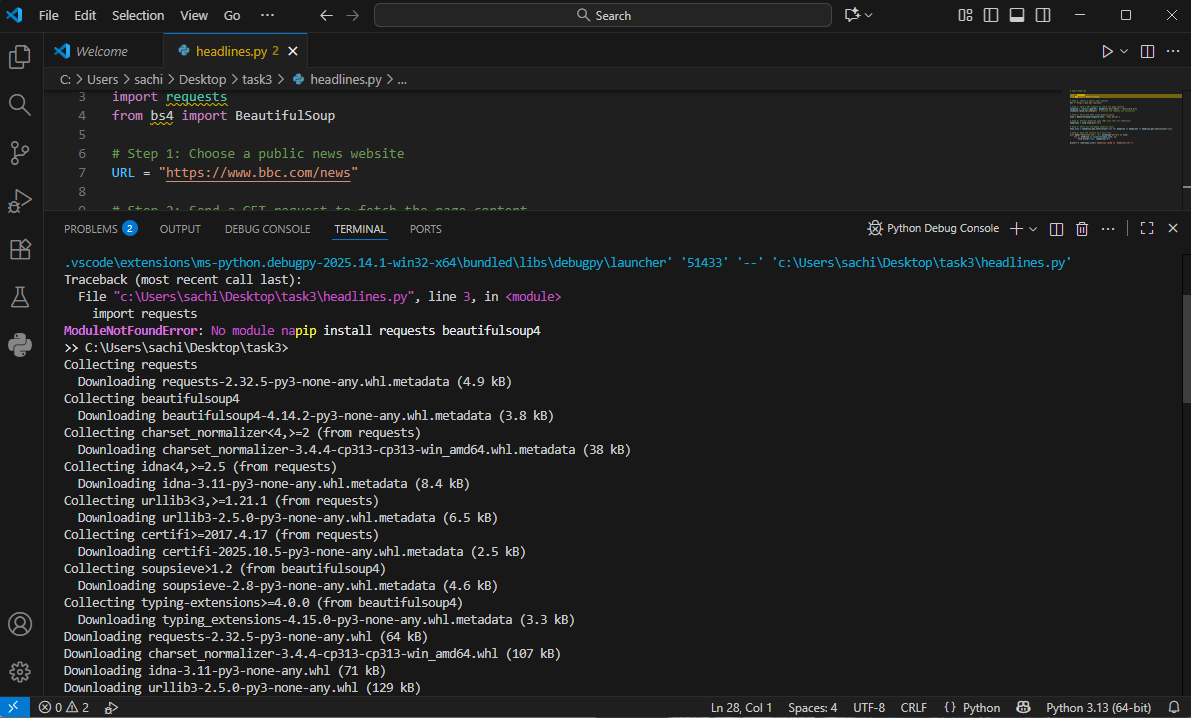 File Edit Selection View Go ··· Search
Welcome headlines.py 2
C: > Users > sachi > Desktop > task3 > headlines.py > ...
3 import requests
4 from bs4 import BeautifulSoup
5
6 # Step 1: Choose a public news website
7 URL = "https://www.bbc.com/news"
8
9 # Step 2: Send a GET request to fetch the page content
PROBLEMS 2 OUTPUT DEBUG CONSOLE TERMINAL PORTS Python Debug Console
.vscode\extensions\ms-python.debugpy-2025.14.1-win32-x64\bundled\libs\debugpy\launcher' '51433' '--' 'c:\Users\sachi\Desktop\task3\headlines.py'
Traceback (most recent call last):
File "c:\Users\sachi\Desktop\task3\headlines.py", line 3, in <module>
import requests
ModuleNotFoundError: No module napip install requests beautifulsoup4
>> C:\Users\sachi\Desktop\task3>
Collecting requests
Downloading requests-2.32.5-py3-none-any.whl.metadata (4.9 kB)
Collecting beautifulsoup4
Downloading beautifulsoup4-4.14.2-py3-none-any.whl.metadata (3.8 kB)
Collecting charset_normalizer<4,>=2 (from requests)
Downloading charset_normalizer-3.4.4-cp313-cp313-win_amd64.whl.metadata (38 kB)
Collecting idna<4,>=2.5 (from requests)
Downloading idna-3.11-py3-none-any.whl.metadata (8.4 kB)
Collecting urllib3<3,>=1.21.1 (from requests)
Downloading urllib3-2.5.0-py3-none-any.whl.metadata (6.5 kB)
Collecting certifi>=2017.4.17 (from requests)
Downloading certifi-2025.10.5-py3-none-any.whl.metadata (2.5 kB)
Collecting soupsieve>1.2 (from beautifulsoup4)
Downloading soupsieve-2.8-py3-none-any.whl.metadata (4.6 kB)
Collecting typing-extensions>=4.0.0 (from beautifulsoup4)
Downloading typing_extensions-4.15.0-py3-none-any.whl.metadata (3.3 kB)
Downloading requests-2.32.5-py3-none-any.whl (64 kB)
Downloading charset_normalizer-3.4.4-cp313-cp313-win_amd64.whl (107 kB)
Downloading idna-3.11-py3-none-any.whl (71 kB)
Downloading urllib3-2.5.0-py3-none-any.whl (129 kB)
0 2 Ln 28, Col 1 Spaces: 4 UTF-8 CRLF {} Python Python 3.13 (64-bit)